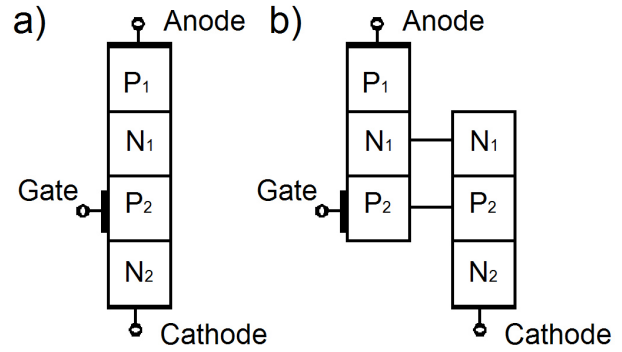 a)
Anode
P₁
N₁
Gate
P₂
N₂
Cathode
b)
Anode
P₁
N₁
N₁
Gate
P₂
P₂
N₂
Cathode